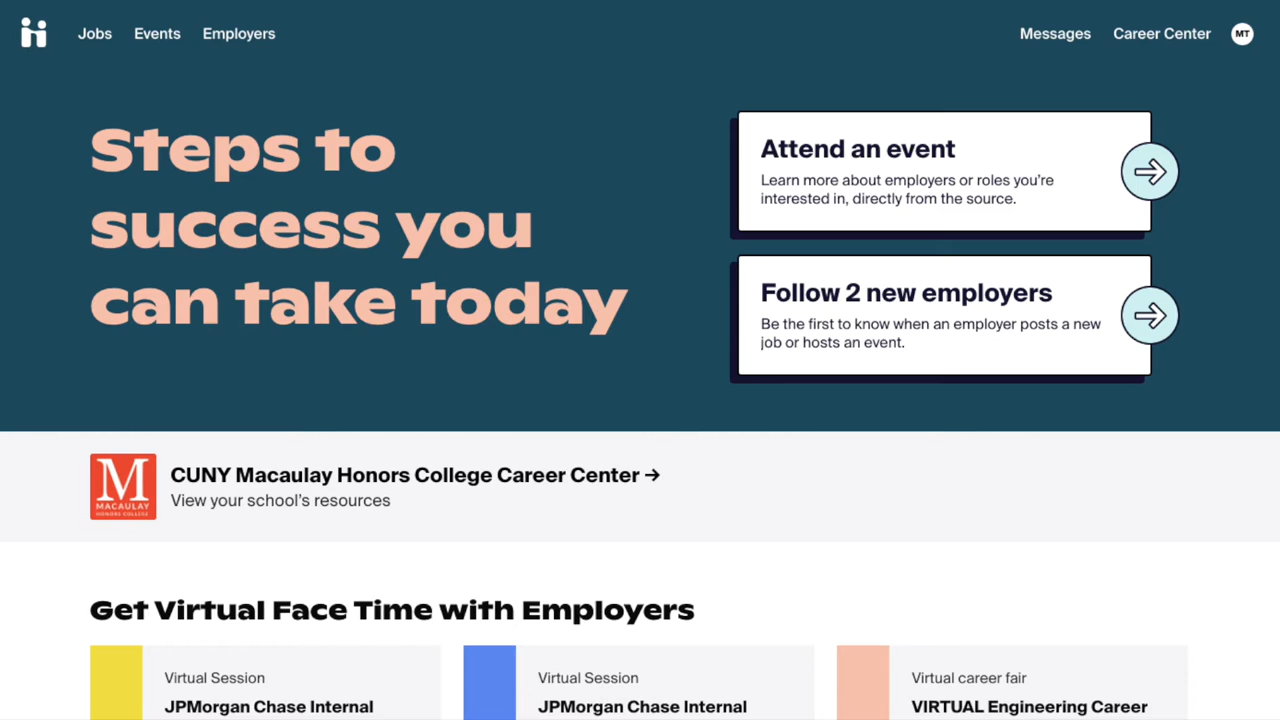 Jobs Events Employers Messages Career Center MT
Steps to
success you
can take today
Attend an event
Learn more about employers or roles you’re
interested in, directly from the source.
Follow 2 new employers
Be the first to know when an employer posts a new
job or hosts an event.
M
MACAULAY
HONORS COLLEGE
CUNY Macaulay Honors College Career Center →
View your school’s resources
Get Virtual Face Time with Employers
Virtual Session
JPMorgan Chase Internal
Virtual Session
JPMorgan Chase Internal
Virtual career fair
VIRTUAL Engineering Career